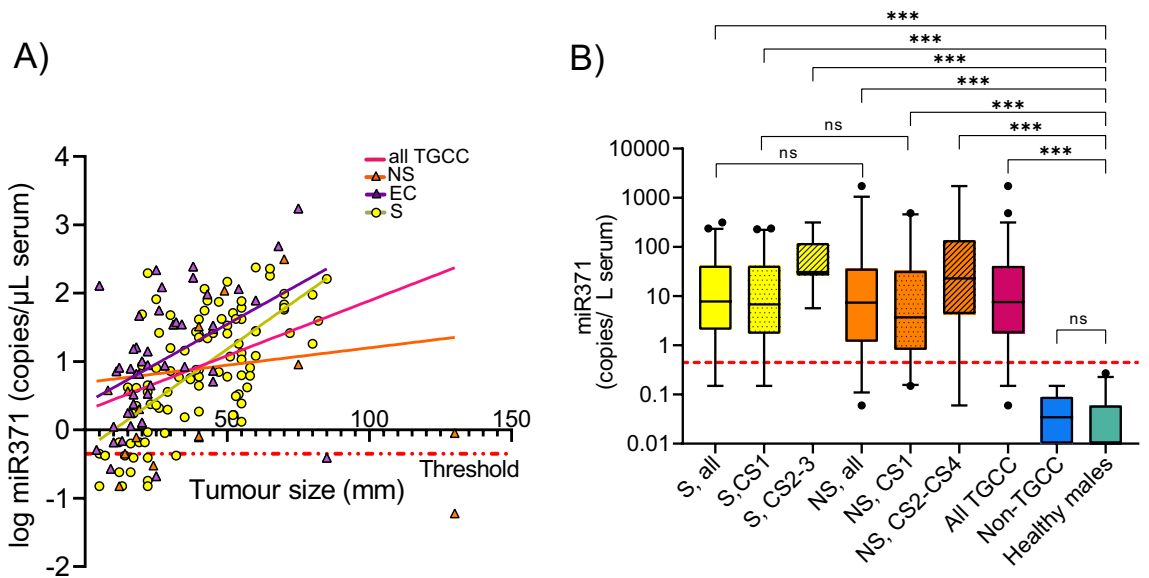 A)
log miR371 (copies/µL serum)
4
3
2
1
0
-1
-2
50
100
150
Tumour size (mm)
Threshold
all TGCC
NS
EC
S
B)
***
***
***
***
***
***
***
ns
ns
ns
miR371
(copies/ L serum)
10000
1000
100
10
1
0.1
0.01
S, all
S,CS1
S, CS2-3
NS, all
NS, CS1
NS, CS2-CS4
All TGCC
Non-TGCC
Healthy males